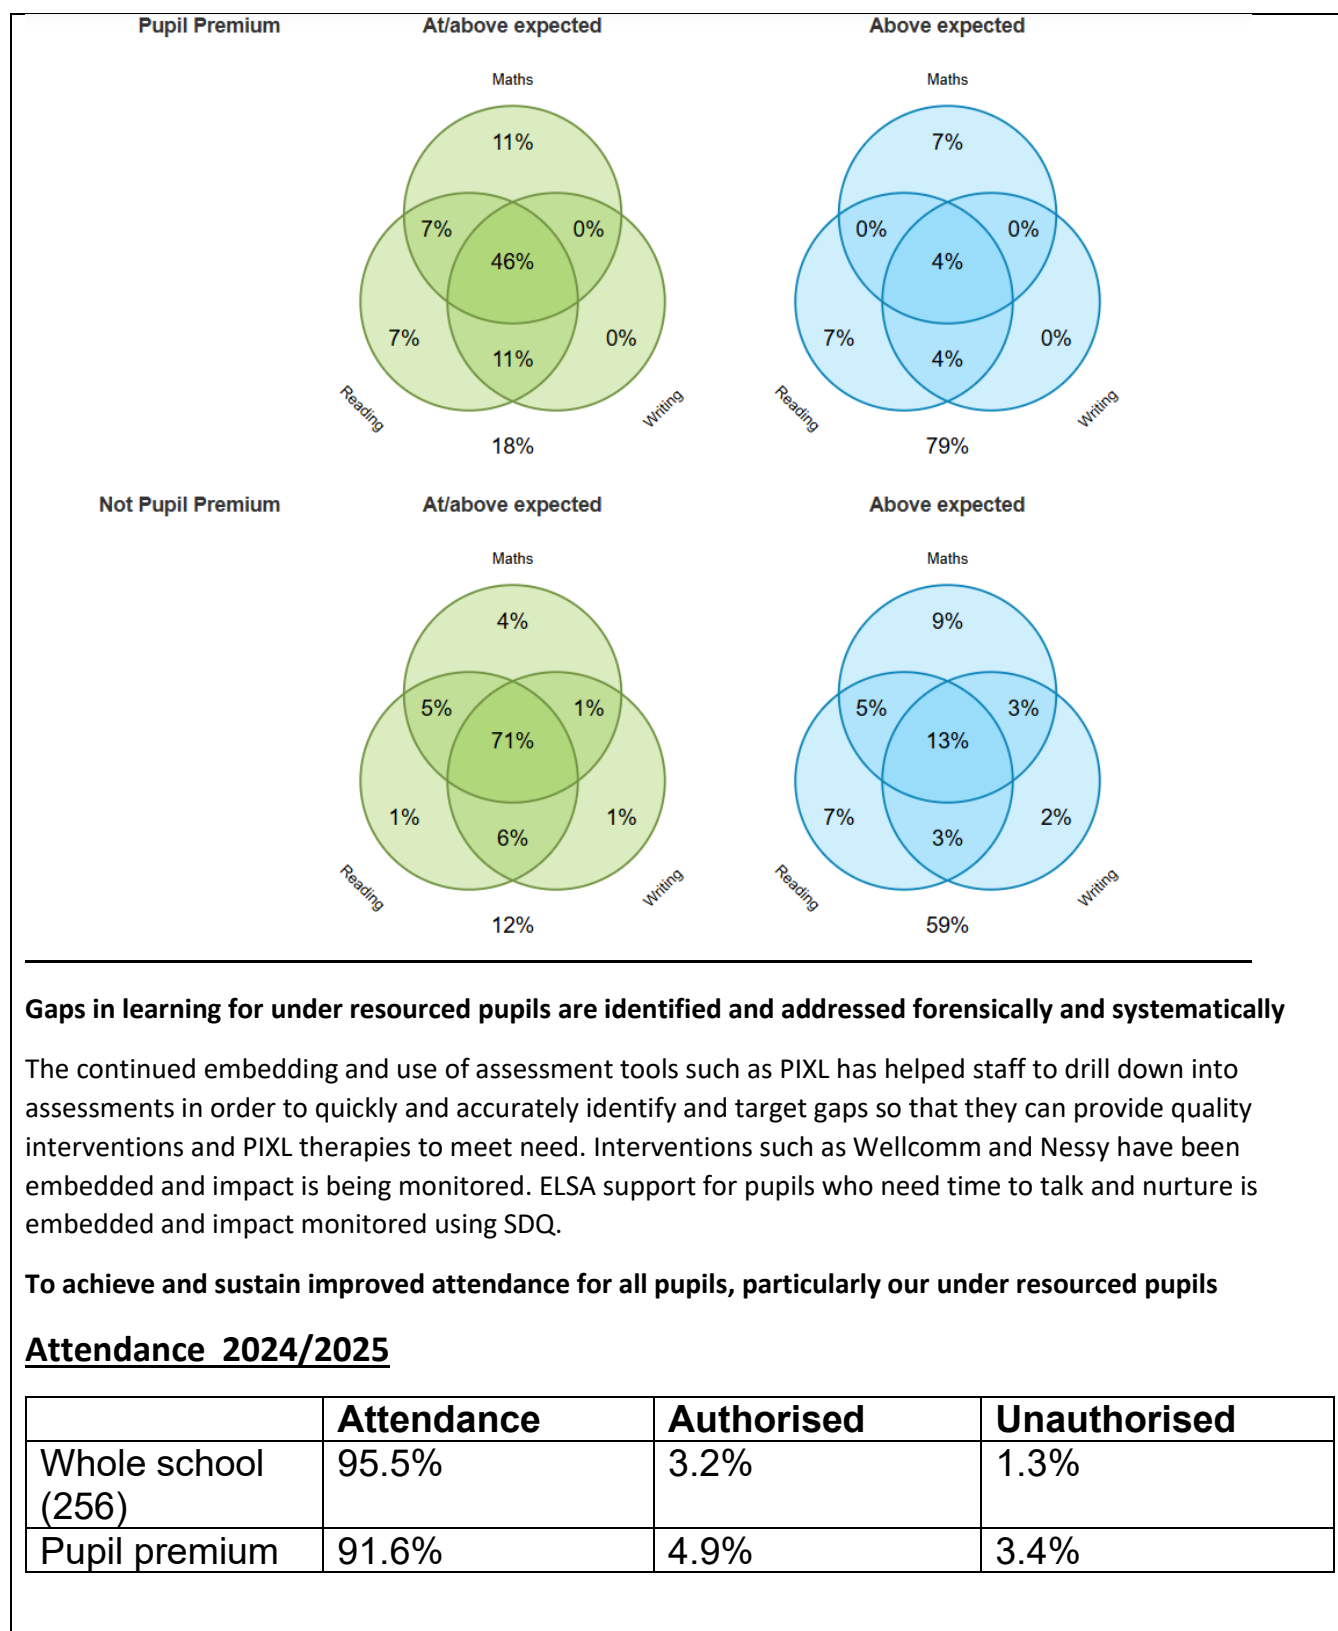 Pupil Premium At/above expected Above expected
Maths Maths
11% 7%
7% 0% 0% 0%
46% 4%
7% 11% 0% 7% 4% 0%
Reading Writing Reading Writing
18% 79%
Not Pupil Premium At/above expected Above expected
Maths Maths
4% 9%
5% 1% 5% 3%
71% 13%
1% 6% 1% 7% 3% 2%
Reading Writing Reading Writing
12% 59%
Gaps in learning for under resourced pupils are identified and addressed forensically and systematically
The continued embedding and use of assessment tools such as PIXL has helped staff to drill down into
assessments in order to quickly and accurately identify and target gaps so that they can provide quality
interventions and PIXL therapies to meet need. Interventions such as Wellcomm and Nessy have been
embedded and impact is being monitored. ELSA support for pupils who need time to talk and nurture is
embedded and impact monitored using SDQ.
To achieve and sustain improved attendance for all pupils, particularly our under resourced pupils
Attendance 2024/2025
Attendance Authorised Unauthorised
Whole school 95.5% 3.2% 1.3%
(256)
Pupil premium 91.6% 4.9% 3.4%